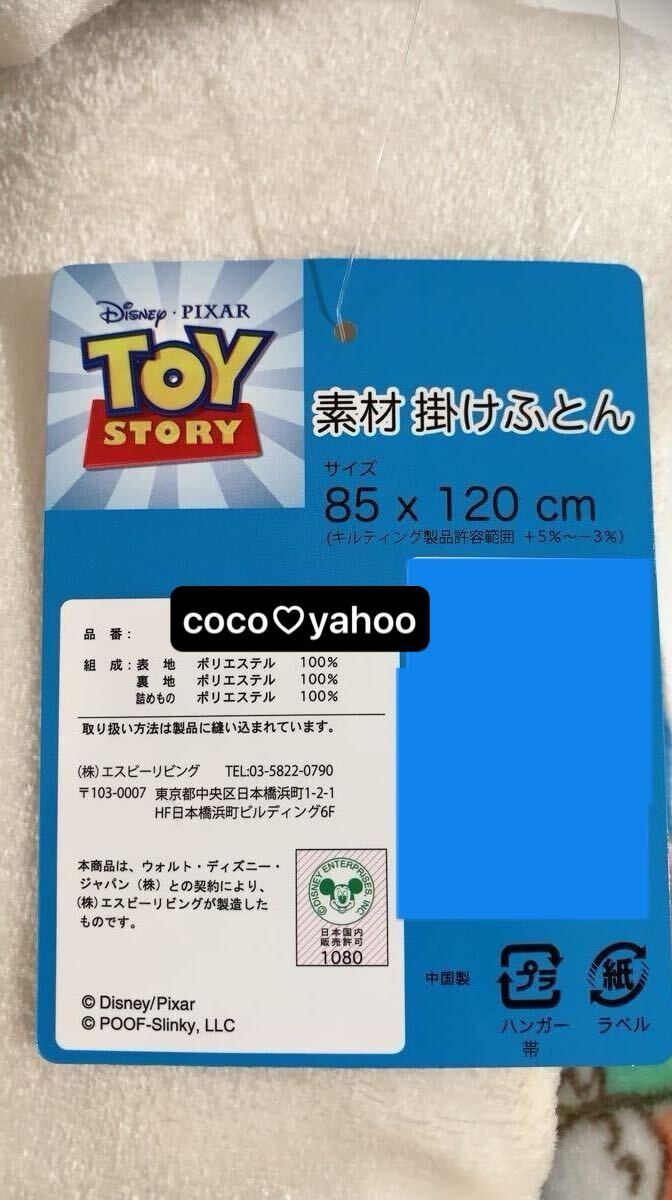 Disney・PIXAR
TOY
STORY
素材 掛けふとん
サイズ
85 x 120 cm
(キルティング製品許容範囲 +5%〜−3%)
coco♡yahoo
品 番:
組 成:表 地 ポリエステル 100%
裏 地 ポリエステル 100%
詰めもの ポリエステル 100%
取り扱い方法は製品に縫い込まれています。
(株)エスビーリビング TEL:03-5822-0790
〒103-0007 東京都中央区日本橋浜町1-2-1
HF日本橋浜町ビルディング6F
本商品は、ウォルト・ディズニー・
ジャパン(株)との契約により、
(株)エスビーリビングが製造した
ものです。
©DISNEY ENTERPRISES, INC.
日本国内
販売許可
1080
© Disney/Pixar
© POOF-Slinky, LLC
中国製
プラ
ハンガー
帯
紙
ラベル